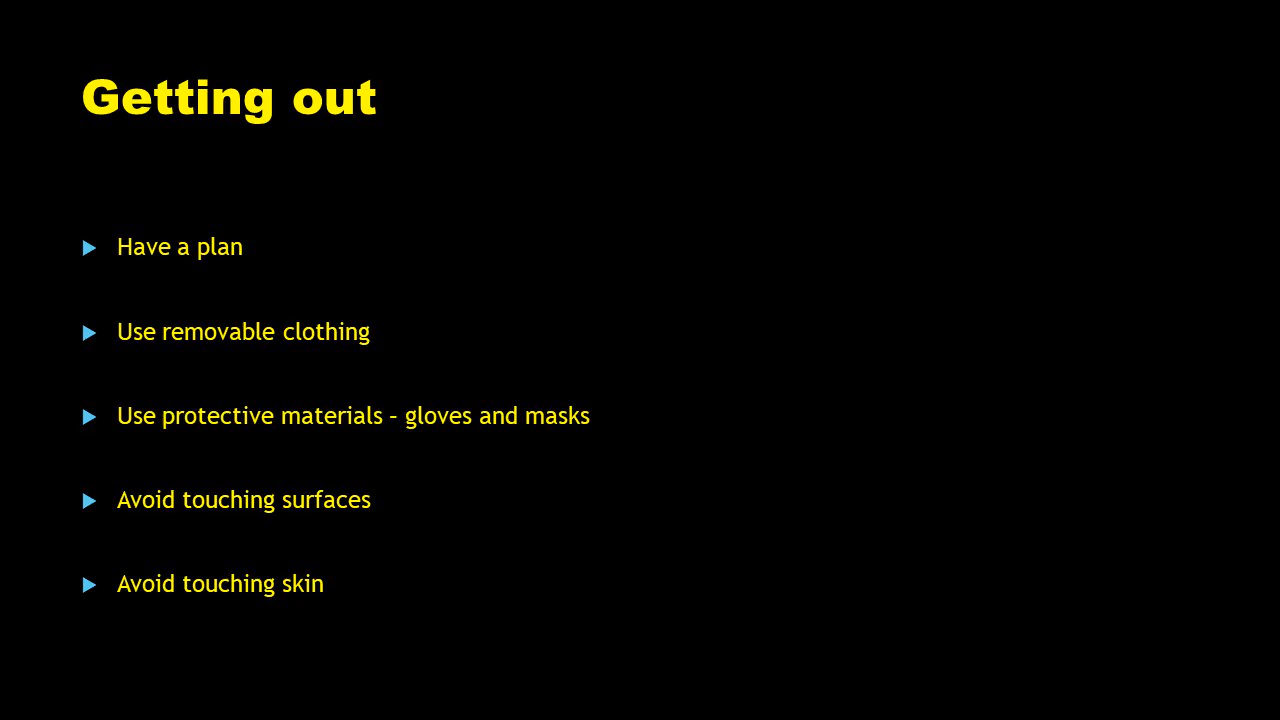 Getting out
Have a plan
Use removable clothing
Use protective materials – gloves and masks
Avoid touching surfaces
Avoid touching skin